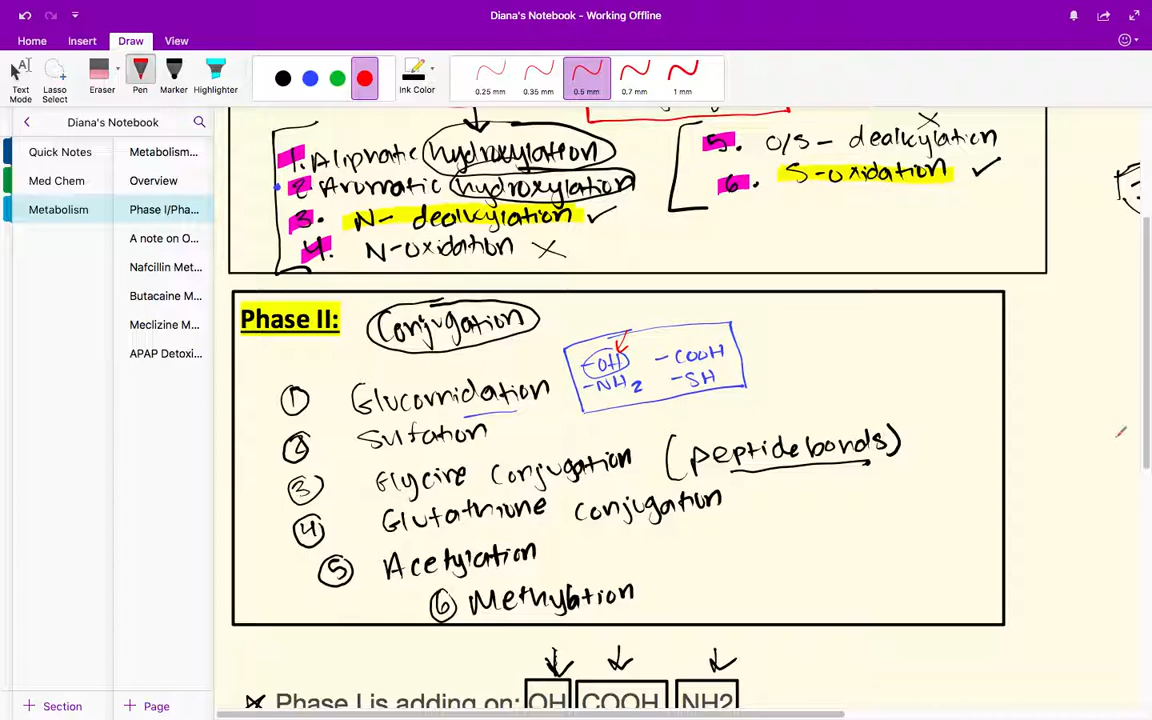 Diana's Notebook - Working Offline
Home Insert Draw View
Text Mode
Lasso Select
Eraser
Pen
Marker
Highlighter
Ink Color
0.25 mm
0.35 mm
0.5 mm
0.7 mm
1 mm
Diana's Notebook
Quick Notes
Med Chem
Metabolism
Metabolism...
Overview
Phase I/Pha...
A note on O...
Nafcillin Met...
Butacaine M...
Meclizine M...
APAP Detoxi...
+ Section
+ Page
1. Aliphatic hydroxylation
2 Aromatic hydroxylation
3. N- dealkylation ✓
4. N-oxidation X
5. O/S- dealkylation
6. S-oxidation ✓
Phase II: Conjugation
-OH -COOH
-NH2 -SH
① Glucornidation
② Sulfation
③ Glycine conjugation (peptide bonds)
④ Glutathione conjugation
⑤ Acetylation
⑥ Methylation
Phase I is adding on: OH COOH NH2